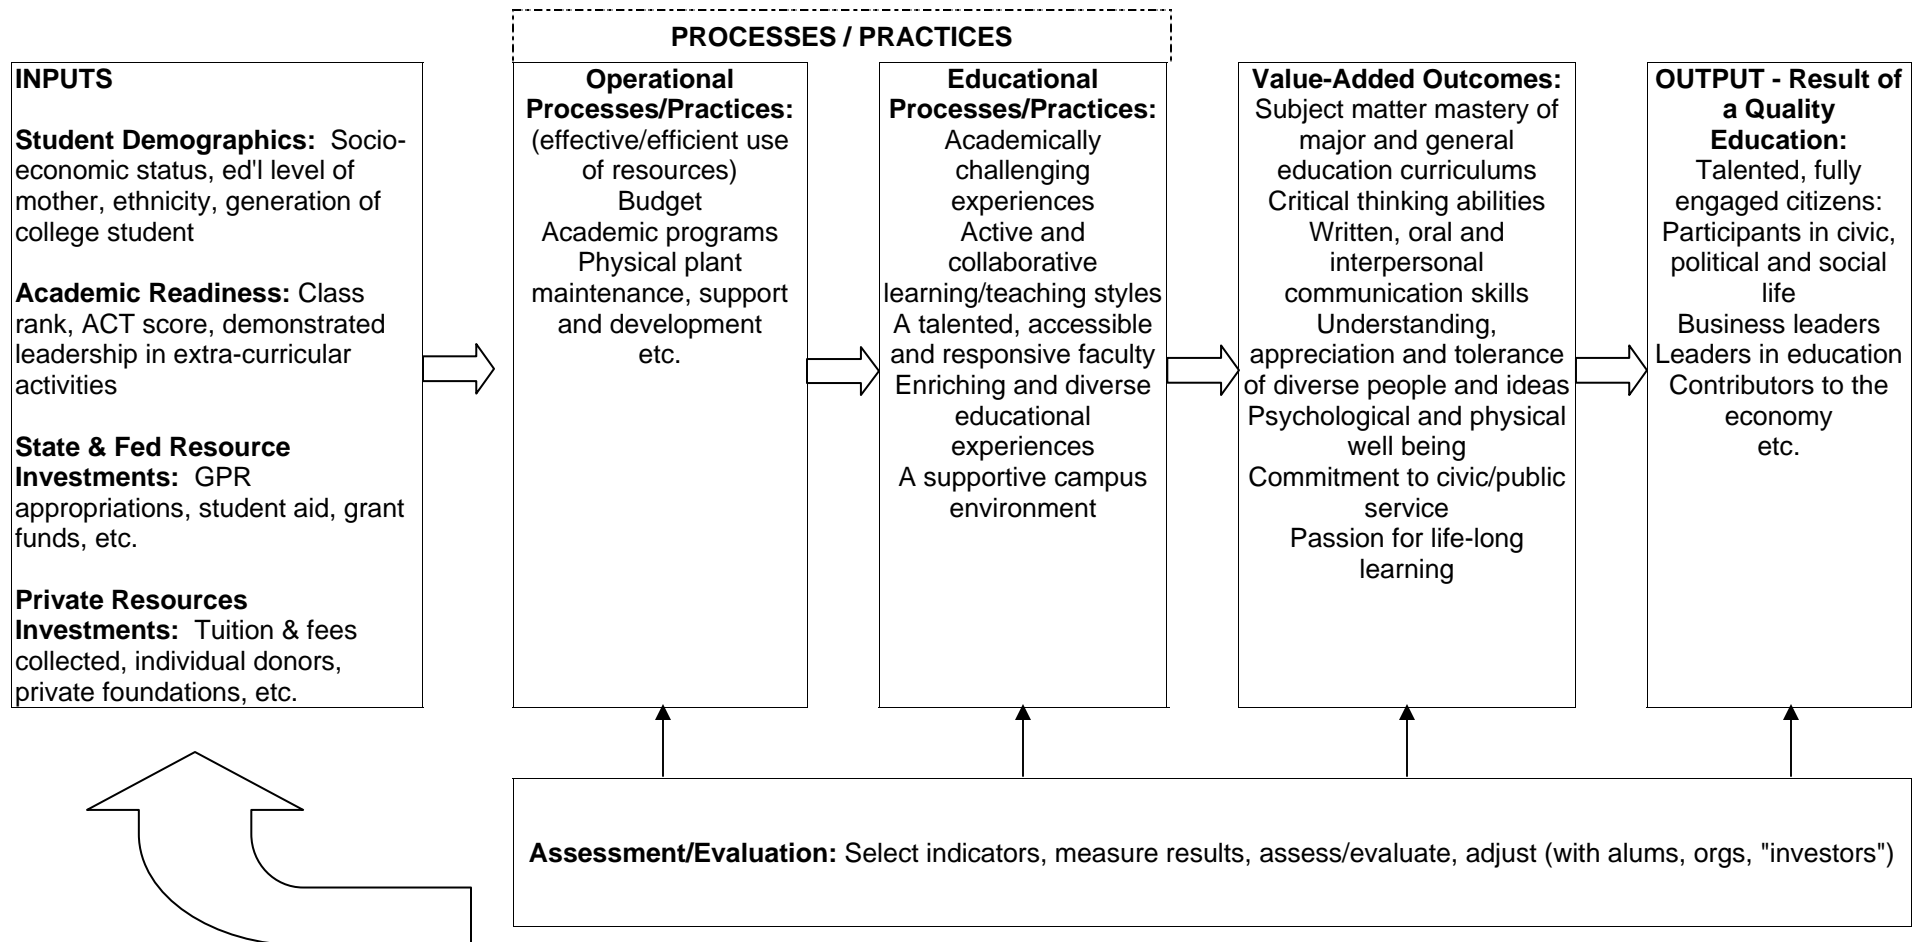 PROCESSES / PRACTICES
INPUTS
Student Demographics: Socio-
economic status, ed'l level of
mother, ethnicity, generation of
college student
Academic Readiness: Class
rank, ACT score, demonstrated
leadership in extra-curricular
activities
State & Fed Resource
Investments: GPR
appropriations, student aid, grant
funds, etc.
Private Resources
Investments: Tuition & fees
collected, individual donors,
private foundations, etc.
Operational
Processes/Practices:
(effective/efficient use
of resources)
Budget
Academic programs
Physical plant
maintenance, support
and development
etc.
Educational
Processes/Practices:
Academically
challenging
experiences
Active and
collaborative
learning/teaching styles
A talented, accessible
and responsive faculty
Enriching and diverse
educational
experiences
A supportive campus
environment
Value-Added Outcomes:
Subject matter mastery of
major and general
education curriculums
Critical thinking abilities
Written, oral and
interpersonal
communication skills
Understanding,
appreciation and tolerance
of diverse people and ideas
Psychological and physical
well being
Commitment to civic/public
service
Passion for life-long
learning
OUTPUT - Result of
a Quality
Education:
Talented, fully
engaged citizens:
Participants in civic,
political and social
life
Business leaders
Leaders in education
Contributors to the
economy
etc.
Assessment/Evaluation: Select indicators, measure results, assess/evaluate, adjust (with alums, orgs, "investors")